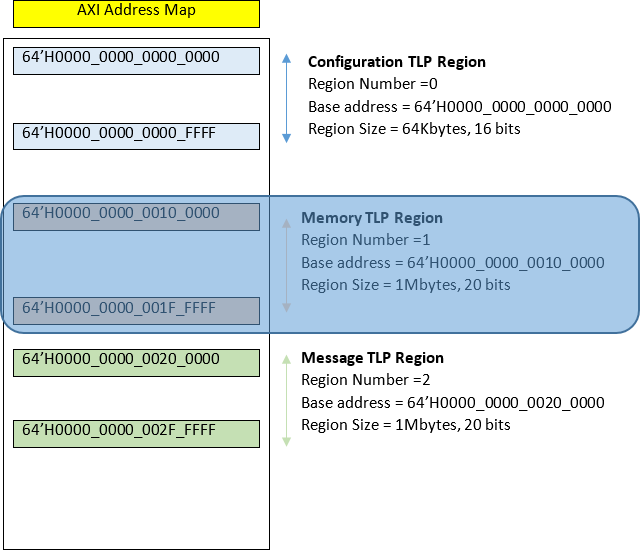 AXI Address Map
64’H0000_0000_0000_0000
64’H0000_0000_0000_FFFF
Configuration TLP Region
Region Number =0
Base address = 64’H0000_0000_0000_0000
Region Size = 64Kbytes, 16 bits
64’H0000_0000_0010_0000
64’H0000_0000_001F_FFFF
Memory TLP Region
Region Number =1
Base address = 64’H0000_0000_0010_0000
Region Size = 1Mbytes, 20 bits
64’H0000_0000_0020_0000
64’H0000_0000_002F_FFFF
Message TLP Region
Region Number =2
Base address = 64’H0000_0000_0020_0000
Region Size = 1Mbytes, 20 bits